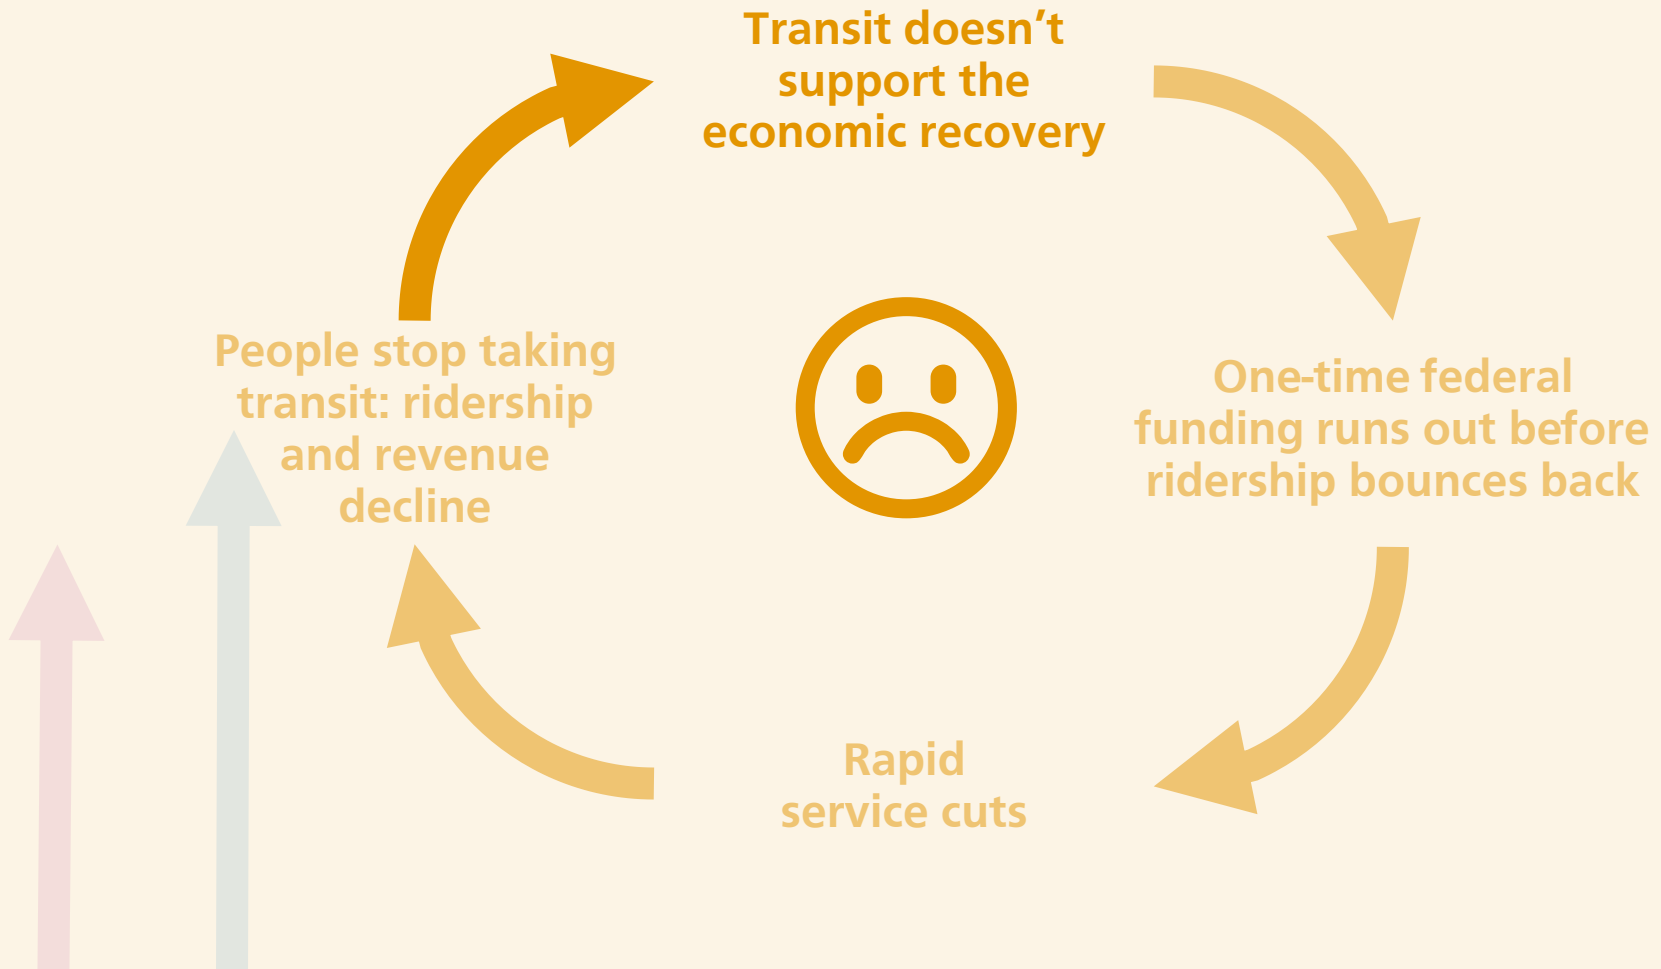 Transit doesn’t
support the
economic recovery
One-time federal
funding runs out before
ridership bounces back
Rapid
service cuts
People stop taking
transit: ridership
and revenue
decline